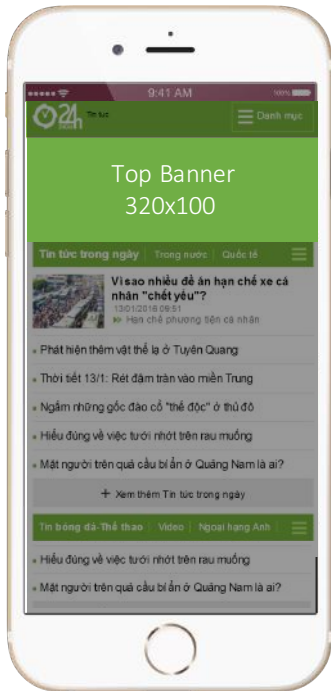 9:41 AM 100%
24h Tin tức Danh mục
Top Banner
320x100
Tin tức trong ngày Trong nước Quốc tế
Vì sao nhiều đề án hạn chế xe cá
nhân "chết yểu"?
13/01/2016 09:51
Hạn chế phương tiện cá nhân
Phát hiện thêm vật thể lạ ở Tuyên Quang
Thời tiết 13/1: Rét đậm tràn vào miền Trung
Ngắm những gốc đào cổ "thế độc" ở thủ đô
Hiểu đúng về việc tưới nhớt trên rau muống
Mặt người trên quả cầu bí ẩn ở Quảng Nam là ai?
+ Xem thêm Tin tức trong ngày
Tin bóng đá-Thể thao Video Ngoại hạng Anh
Hiểu đúng về việc tưới nhớt trên rau muống
Mặt người trên quả cầu bí ẩn ở Quảng Nam là ai?